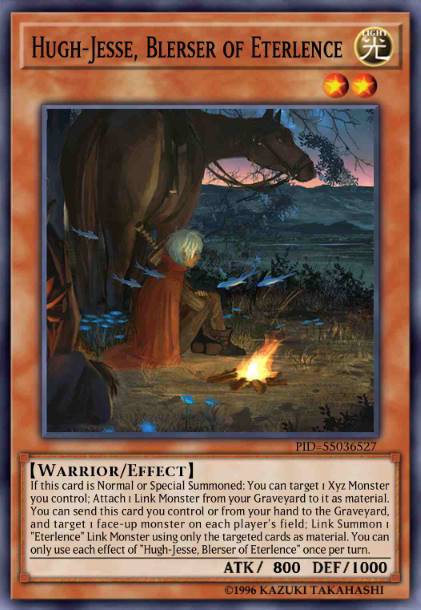 Hugh-Jesse, Blerser of Eterlence
LIGHT
光
PID=55036527
[Warrior/Effect]
If this card is Normal or Special Summoned: You can target 1 Xyz Monster
you control; Attach 1 Link Monster from your Graveyard to it as material.
You can send this card you control or from your hand to the Graveyard,
and target 1 face-up monster on each player's field; Link Summon 1
"Eterlence" Link Monster using only the targeted cards as material. You can
only use each effect of "Hugh-Jesse, Blerser of Eterlence" once per turn.
ATK/ 800 DEF/1000
©1996 KAZUKI TAKAHASHI